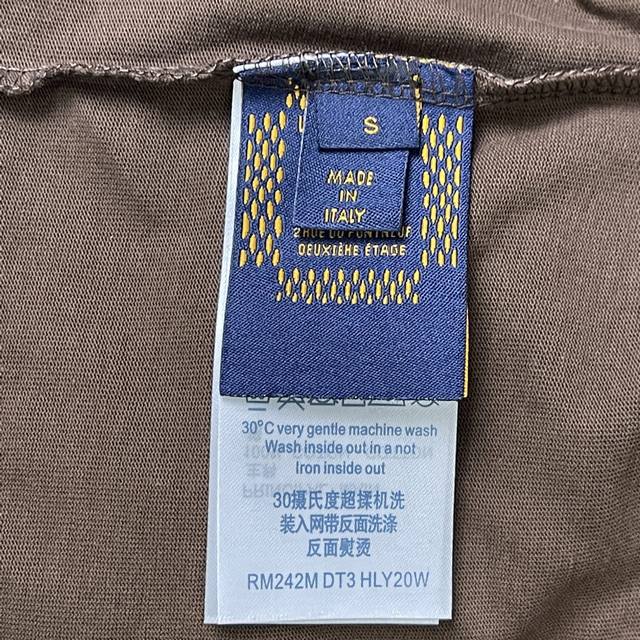 S
MADE
IN
ITALY
2 RUE DU PONT NEUF
DEUXIÈME ÉTAGE
30°C very gentle machine wash
Wash inside out in a not
Iron inside out
30摄氏度超揉机洗
装入网带反面洗涤
反面熨烫
RM242M DT3 HLY20W